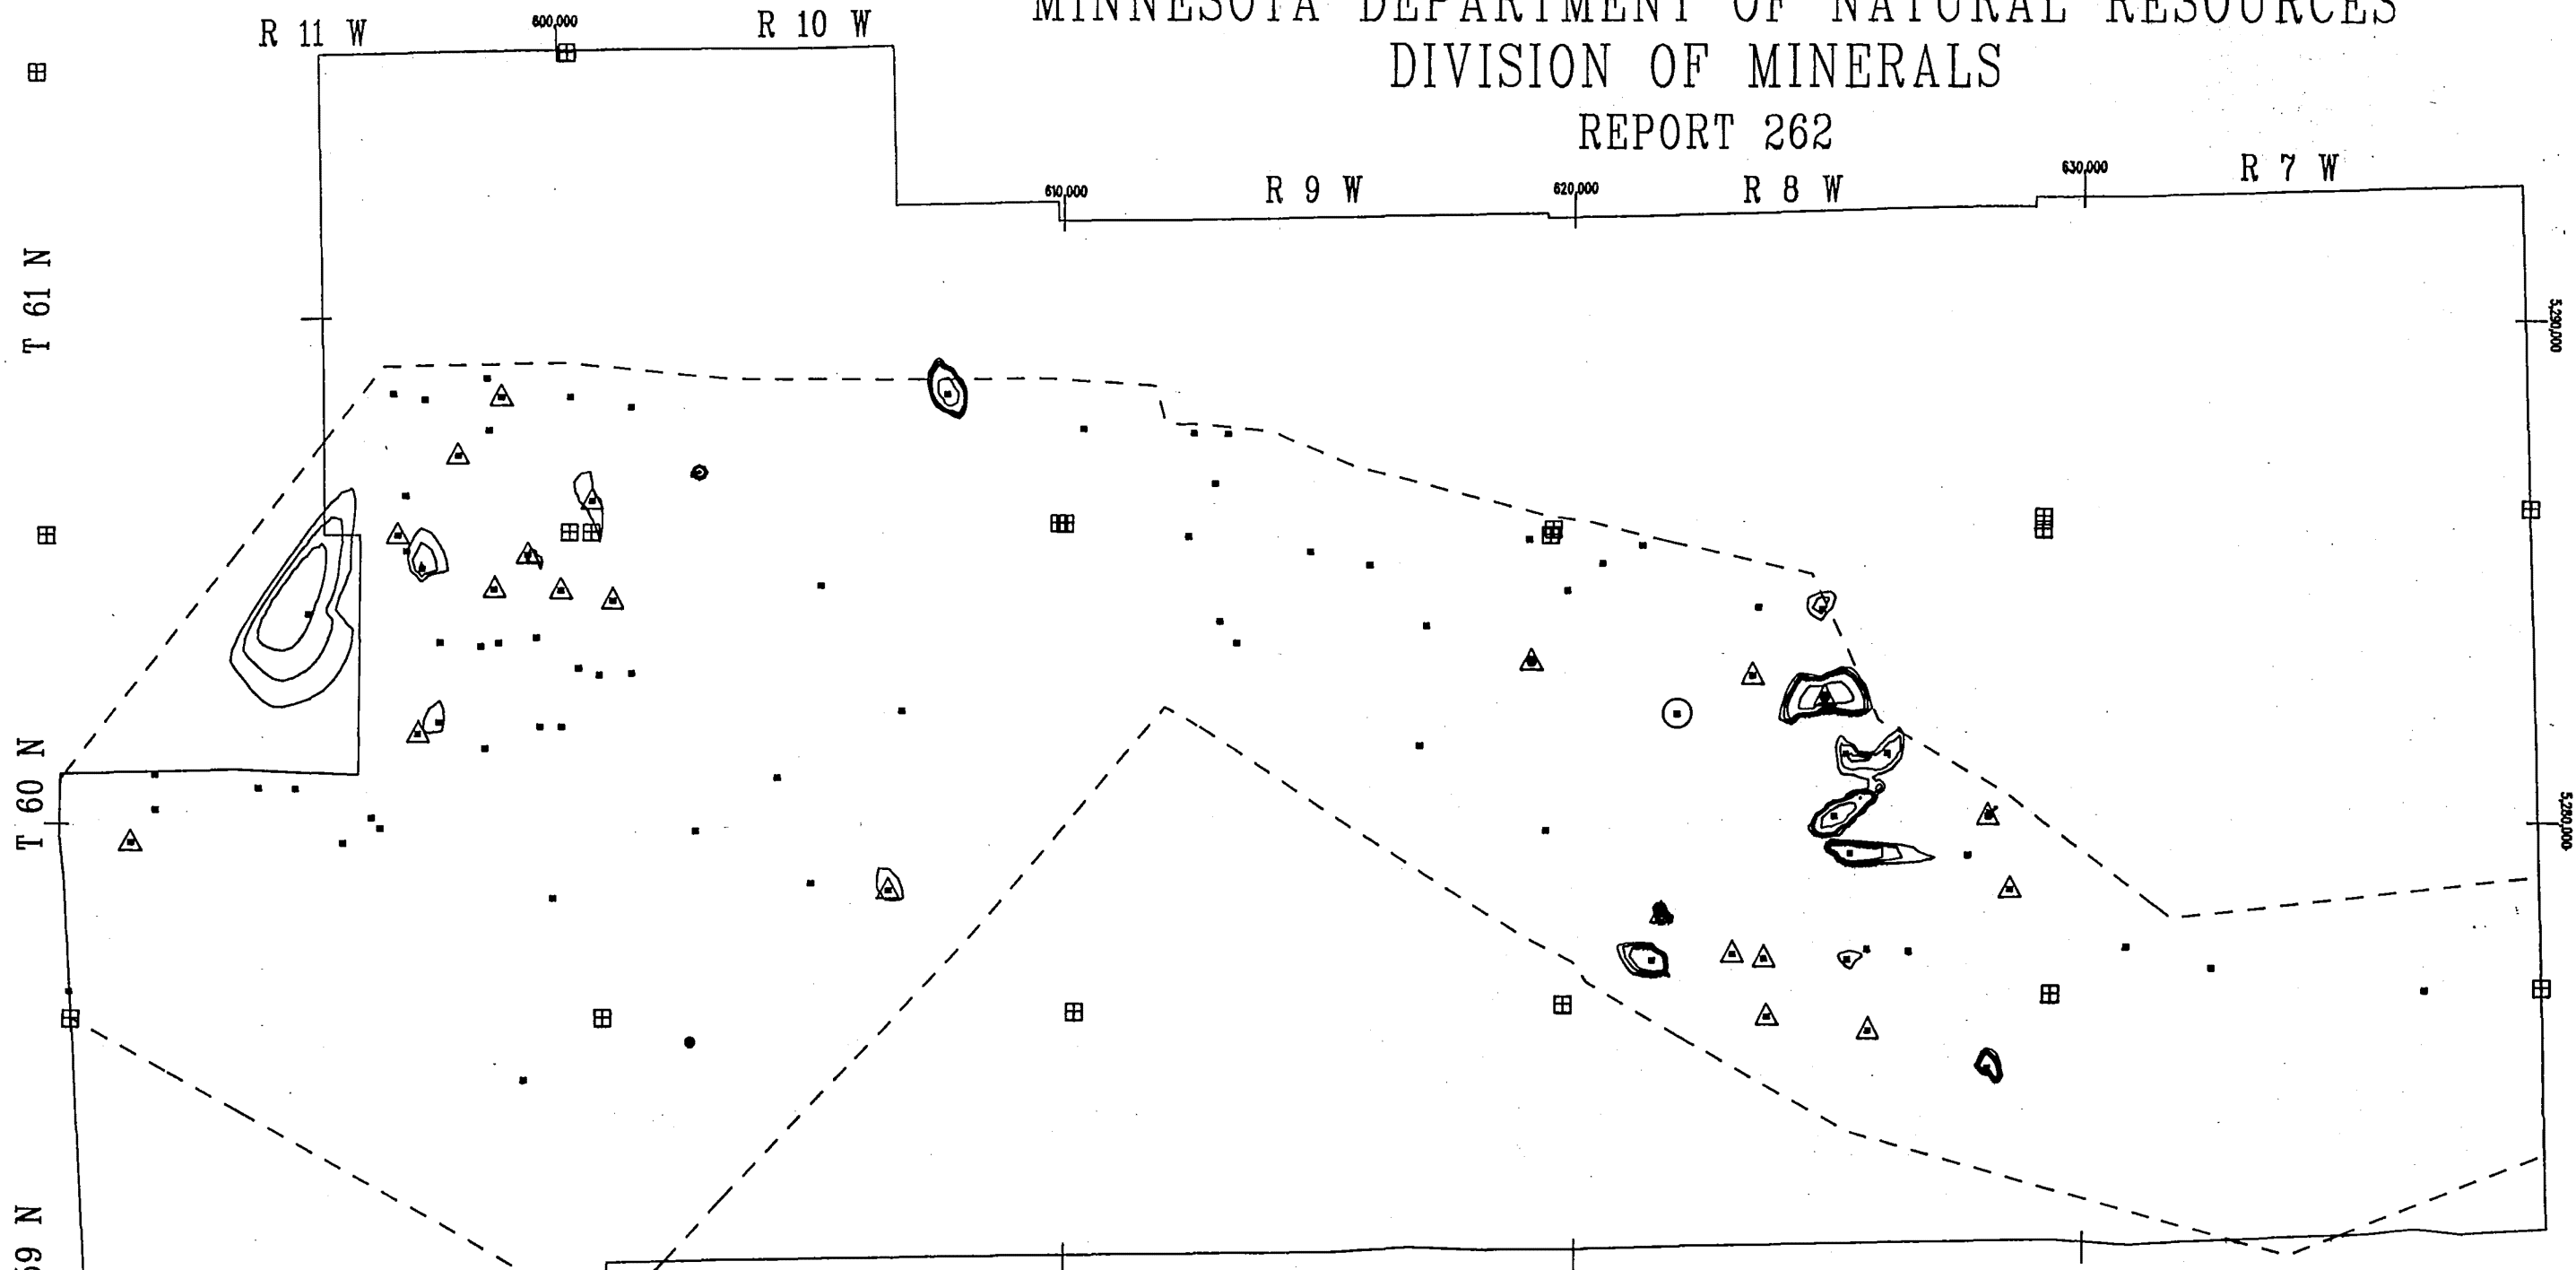 MINNESOTA DEPARTMENT OF NATURAL RESOURCES
DIVISION OF MINERALS
REPORT 262
R 11 W
600,000
R 10 W
610,000
R 9 W
620,000
R 8 W
630,000
R 7 W
T 61 N
5,290,000
T 60 N
5,280,000
59 N